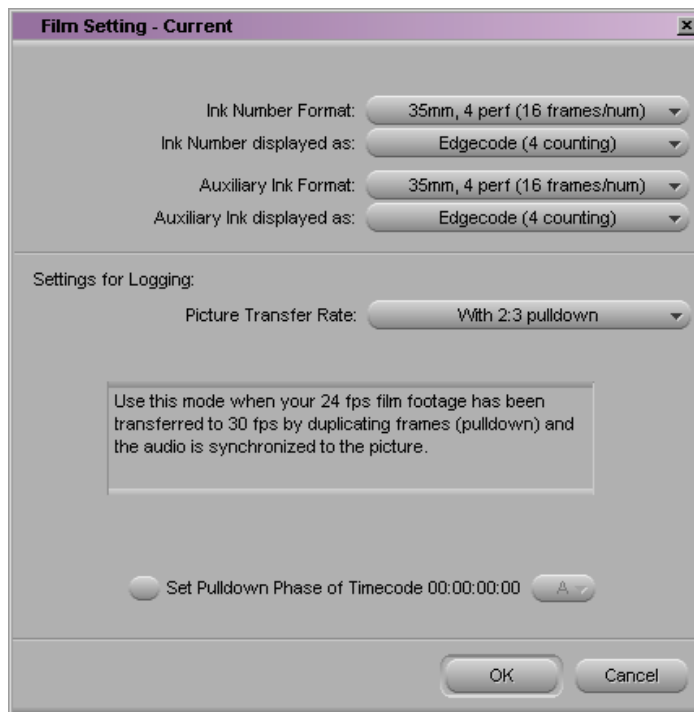 Film Setting - Current
Ink Number Format: 35mm, 4 perf (16 frames/num)
Ink Number displayed as: Edgecode (4 counting)
Auxiliary Ink Format: 35mm, 4 perf (16 frames/num)
Auxiliary Ink displayed as: Edgecode (4 counting)
Settings for Logging:
Picture Transfer Rate: With 2:3 pulldown
Use this mode when your 24 fps film footage has been
transferred to 30 fps by duplicating frames (pulldown) and
the audio is synchronized to the picture.
Set Pulldown Phase of Timecode 00:00:00:00 A
OK Cancel